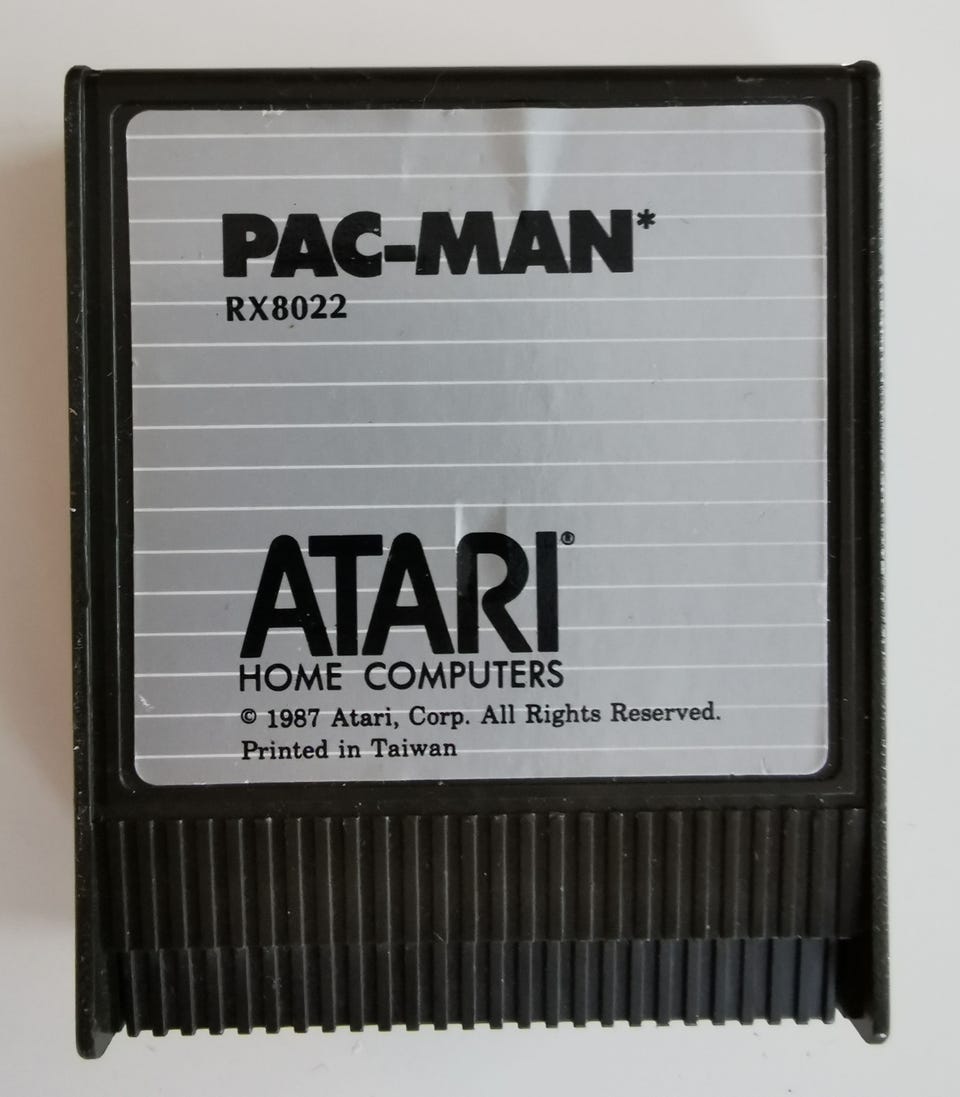 PAC-MAN*
RX8022
ATARI®
HOME COMPUTERS
© 1987 Atari, Corp. All Rights Reserved.
Printed in Taiwan